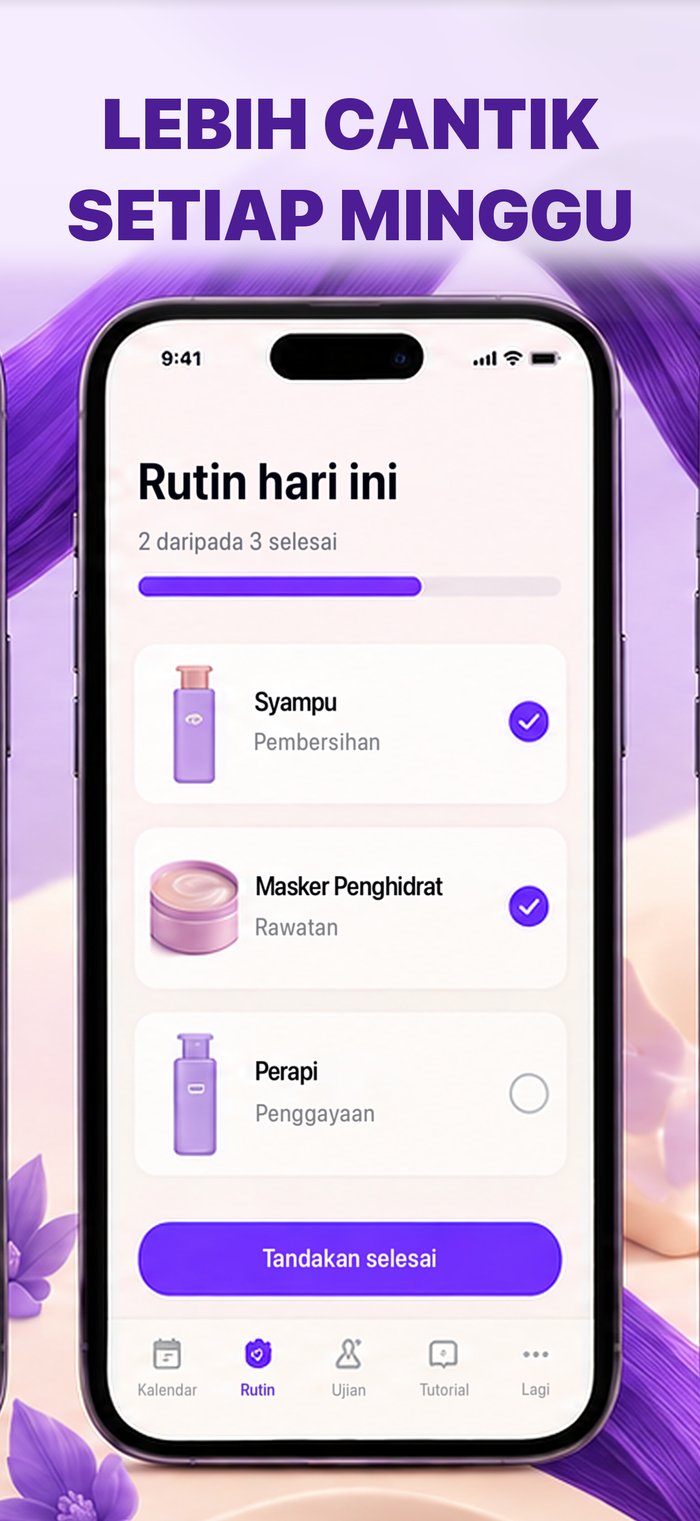 LEBIH CANTIK
SETIAP MINGGU
9:41
Rutin hari ini
2 daripada 3 selesai
Syampu
Pembersihan
Masker Penghidrat
Rawatan
Perapi
Penggayaan
Tandakan selesai
Kalendar
Rutin
Ujian
Tutorial
Lagi